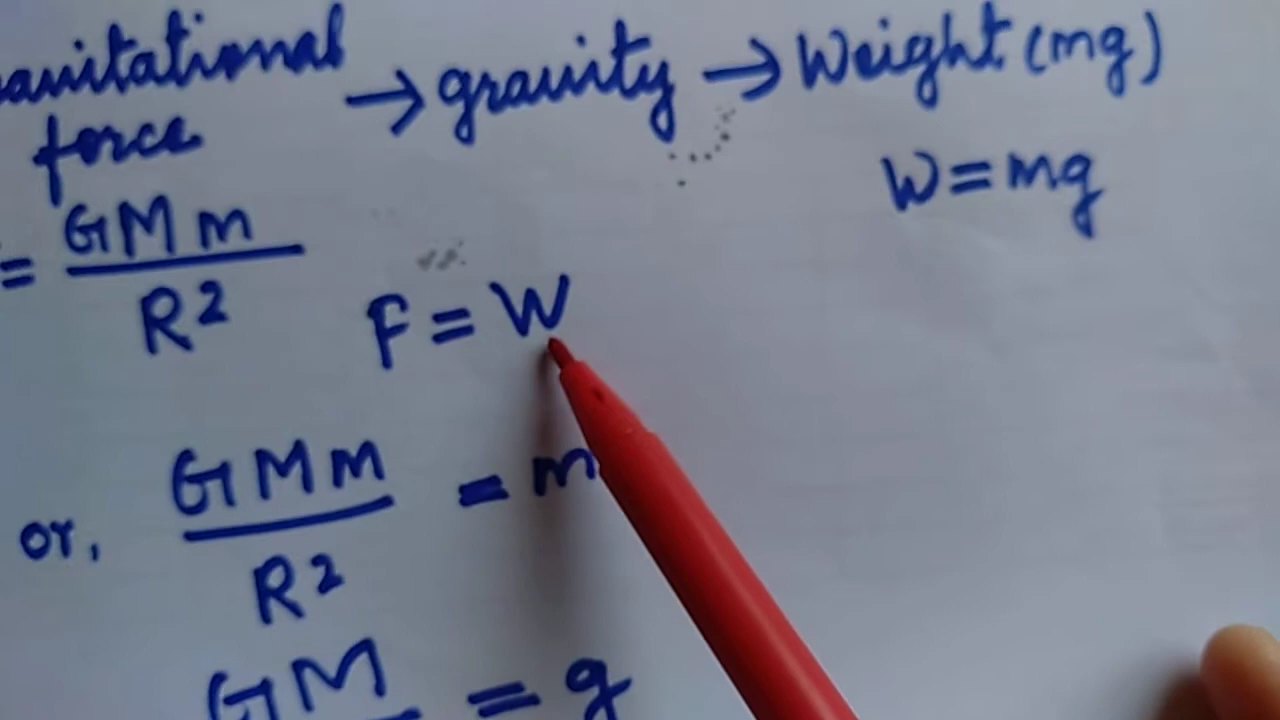 → gravity → Weight (mg)
force
W = mg
= GMm
R²
F = W
or, GMm = m
R²
GM = g